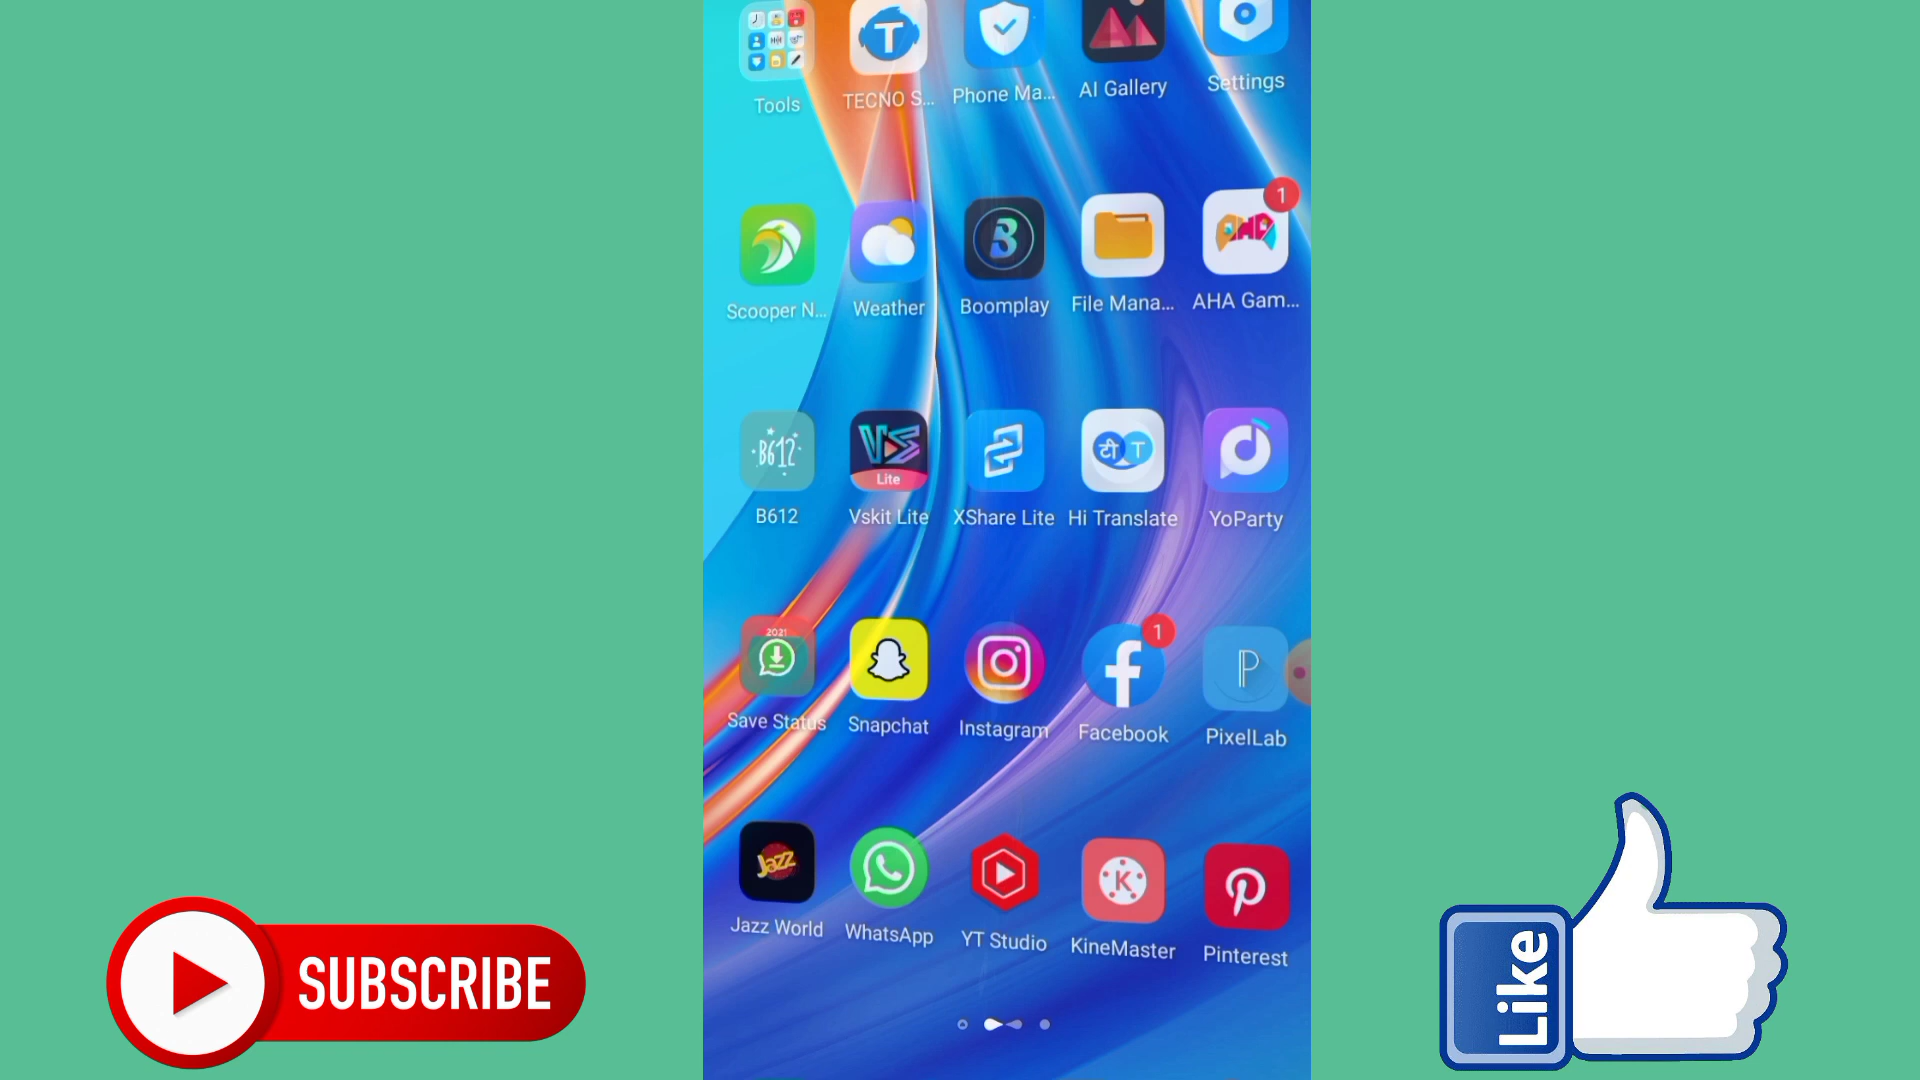 T
Tools
TECNO S...
Phone Ma...
AI Gallery
Settings
1
B
Scooper N...
Weather
Boomplay
File Mana...
AHA Gam...
B612
VS
Lite
टी T
B612
Vskit Lite
XShare Lite
Hi Translate
YoParty
2021
1
f
P
Save Status
Snapchat
Instagram
Facebook
PixelLab
Jazz
K
Jazz World
WhatsApp
YT Studio
KineMaster
Pinterest
SUBSCRIBE
Like